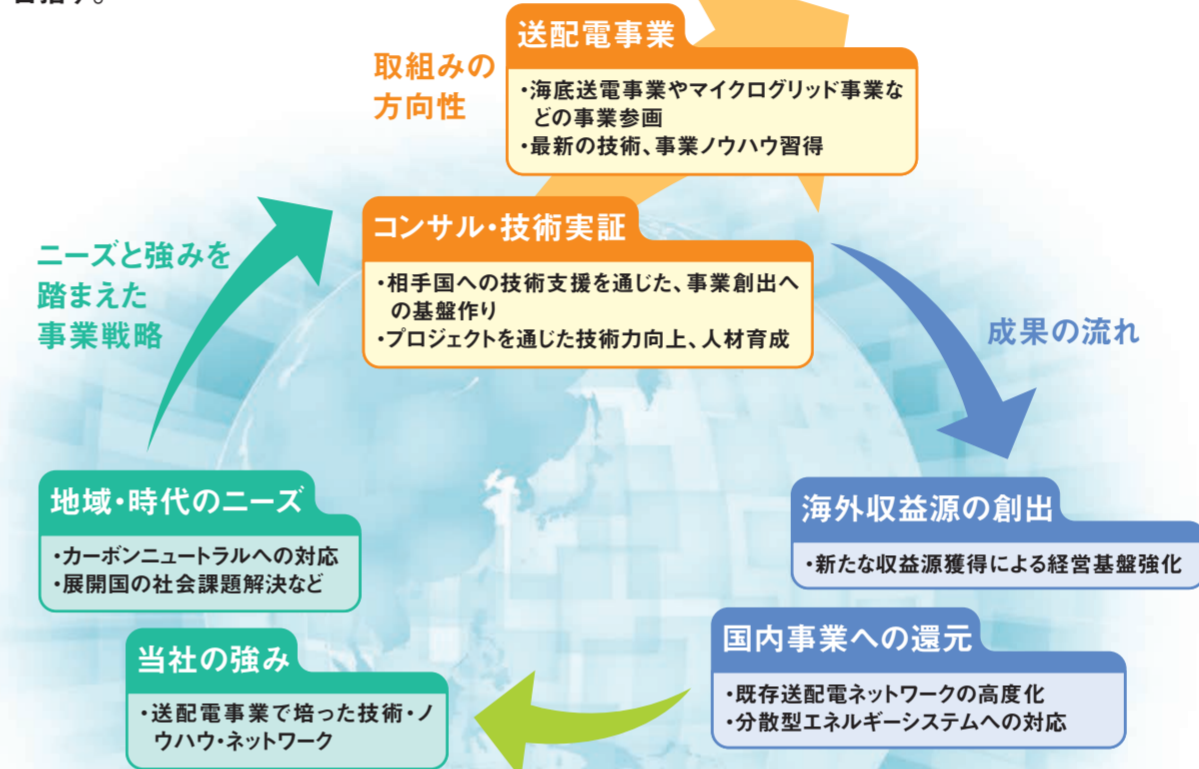 目指す。
取組みの
方向性
送配電事業
・海底送電事業やマイクログリッド事業な
どの事業参画
・最新の技術、事業ノウハウ習得
コンサル・技術実証
・相手国への技術支援を通じた、事業創出へ
の基盤作り
・プロジェクトを通じた技術力向上、人材育成
ニーズと強みを
踏まえた
事業戦略
成果の流れ
地域・時代のニーズ
・カーボンニュートラルへの対応
・展開国の社会課題解決など
海外収益源の創出
・新たな収益源獲得による経営基盤強化
当社の強み
・送配電事業で培った技術・ノ
ウハウ・ネットワーク
国内事業への還元
・既存送配電ネットワークの高度化
・分散型エネルギーシステムへの対応